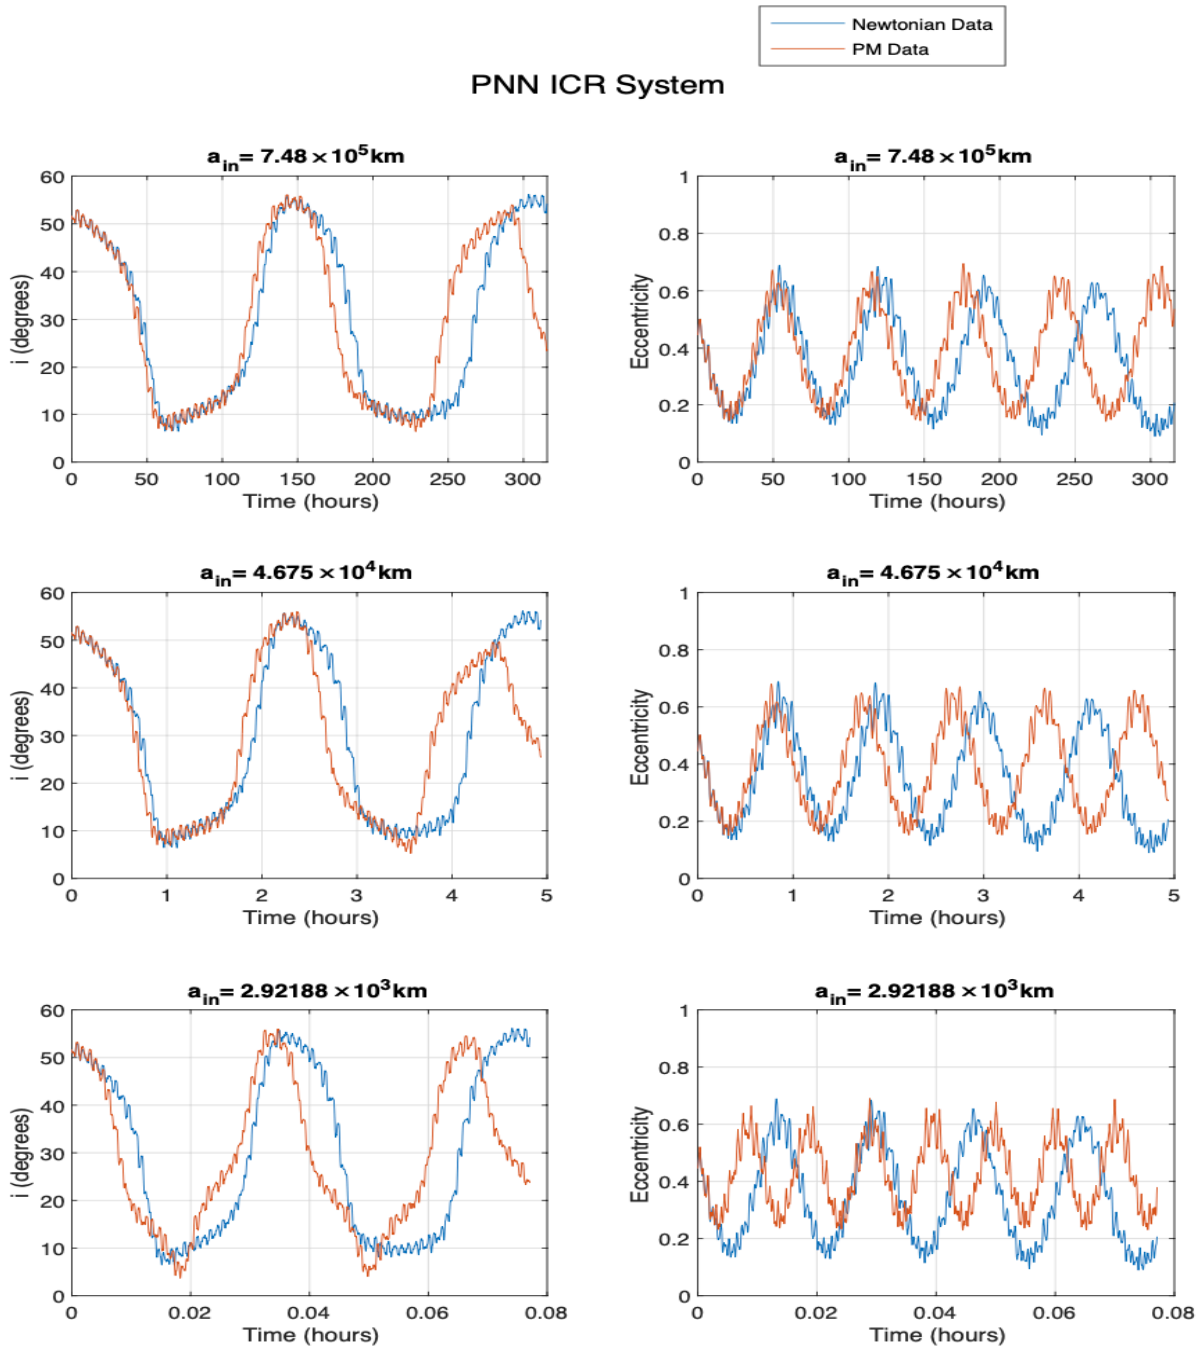 Newtonian Data
PM Data
PNN ICR System
a_in= 7.48 × 10^5 km
60
50
40
30
20
10
0
i (degrees)
0 50 100 150 200 250 300
Time (hours)
a_in= 7.48 × 10^5 km
1
0.8
0.6
0.4
0.2
0
Eccentricity
0 50 100 150 200 250 300
Time (hours)
a_in= 4.675 × 10^4 km
60
50
40
30
20
10
0
i (degrees)
0 1 2 3 4 5
Time (hours)
a_in= 4.675 × 10^4 km
1
0.8
0.6
0.4
0.2
0
Eccentricity
0 1 2 3 4 5
Time (hours)
a_in= 2.92188 × 10^3 km
60
50
40
30
20
10
0
i (degrees)
0 0.02 0.04 0.06 0.08
Time (hours)
a_in= 2.92188 × 10^3 km
1
0.8
0.6
0.4
0.2
0
Eccentricity
0 0.02 0.04 0.06 0.08
Time (hours)